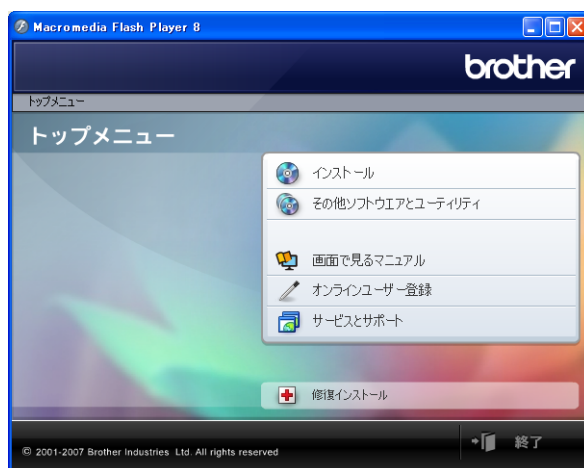 Macromedia Flash Player 8
brother
トップメニュー
トップメニュー
インストール
その他ソフトウエアとユーティリティ
画面で見るマニュアル
オンラインユーザー登録
サービスとサポート
修復インストール
© 2001-2007 Brother Industries Ltd. All rights reserved
終了